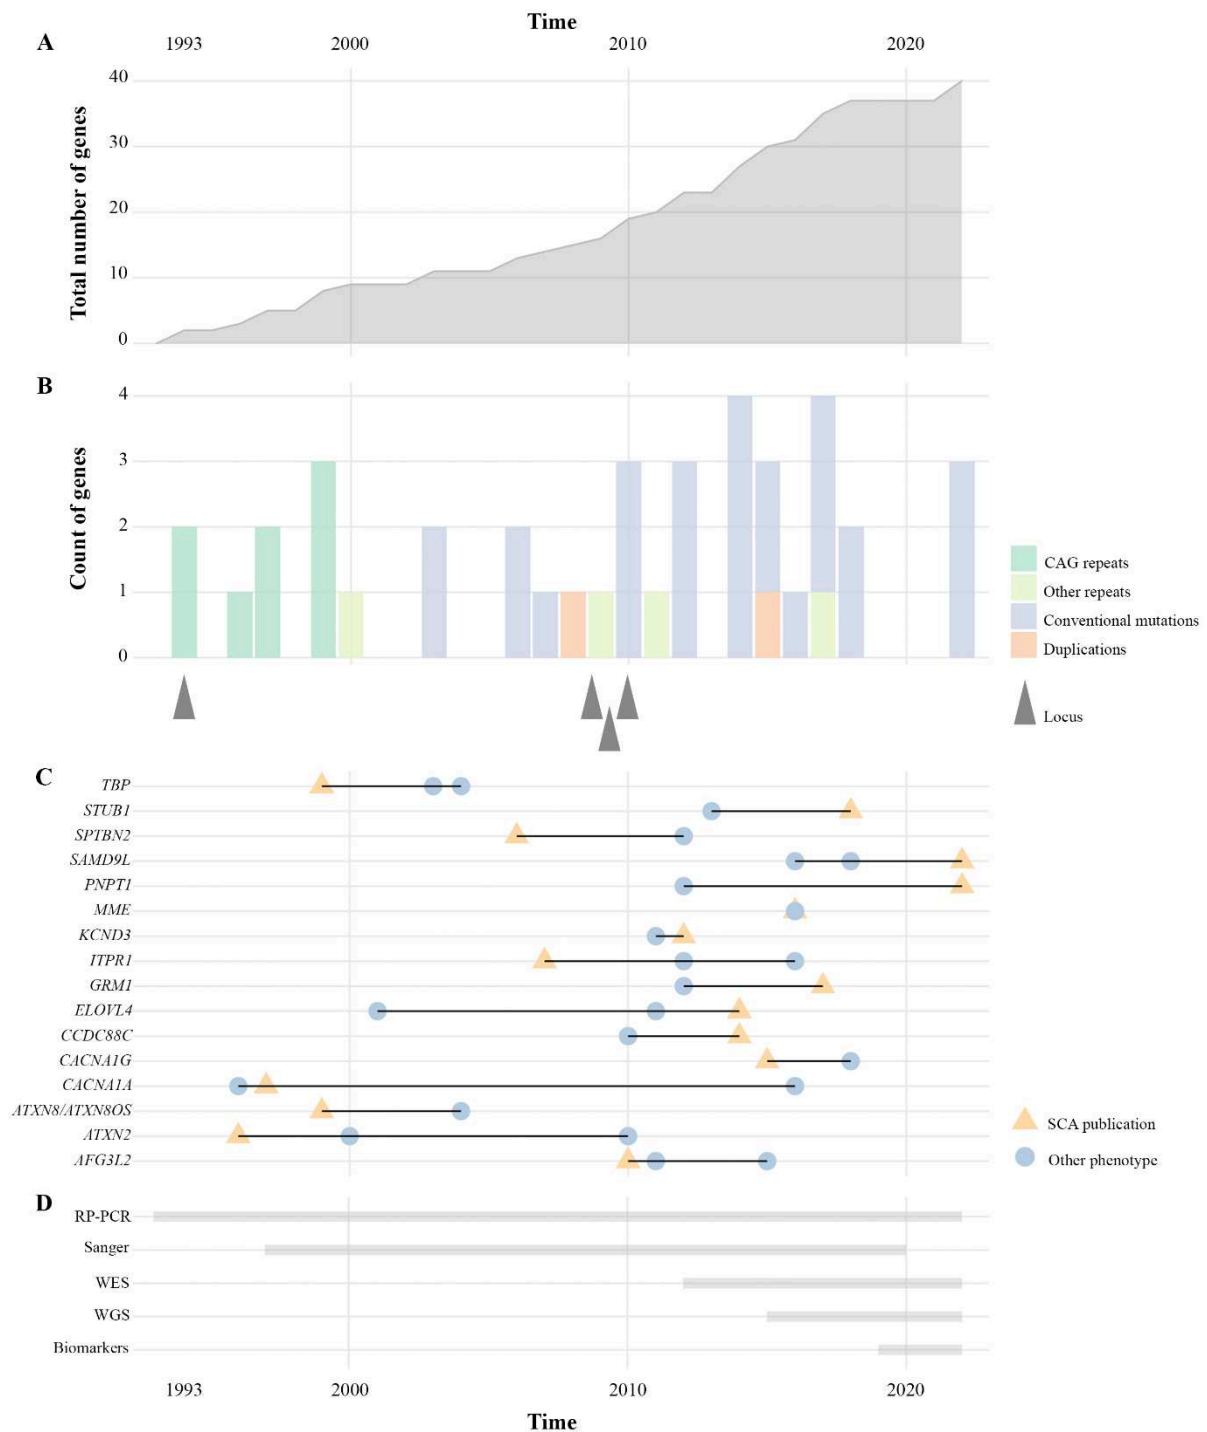 Time
A
1993 2000 2010 2020
Total number of genes
40
30
20
10
0
B
Count of genes
4
3
2
1
0
CAG repeats
Other repeats
Conventional mutations
Duplications
Locus
C
TBP
STUB1
SPTBN2
SAMD9L
PNPT1
MME
KCND3
ITPR1
GRM1
ELOVL4
CCDC88C
CACNA1G
CACNA1A
ATXN8/ATXN8OS
ATXN2
AFG3L2
SCA publication
Other phenotype
D
RP-PCR
Sanger
WES
WGS
Biomarkers
1993 2000 2010 2020
Time